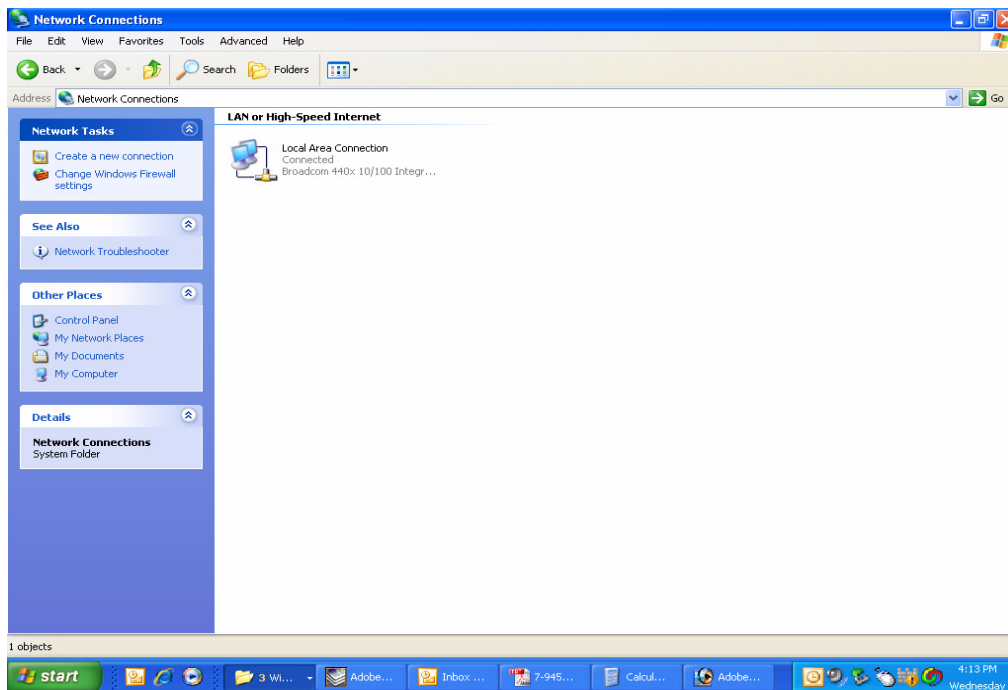 Network Connections
File Edit View Favorites Tools Advanced Help
Back Search Folders
Address Network Connections Go
Network Tasks
Create a new connection
Change Windows Firewall
settings
See Also
Network Troubleshooter
Other Places
Control Panel
My Network Places
My Documents
My Computer
Details
Network Connections
System Folder
LAN or High-Speed Internet
Local Area Connection
Connected
Broadcom 440x 10/100 Integr...
1 objects
start 3 Wi... Adobe... Inbox ... 7-945... Calcul... Adobe... 4:13 PM
Wednesday